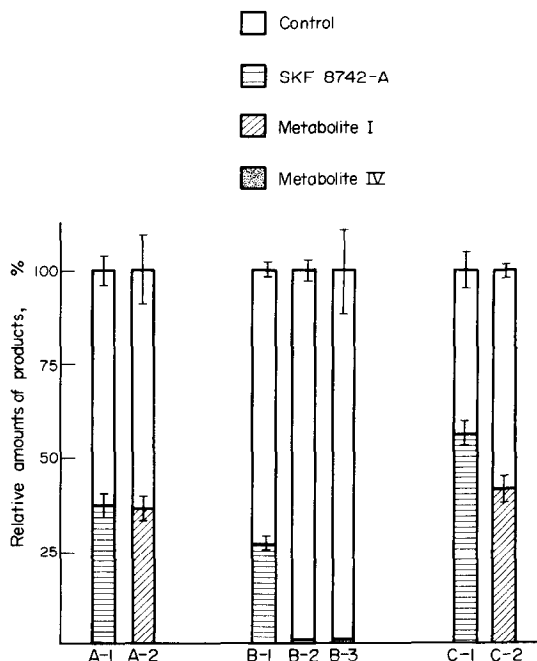 Control
SKF 8742-A
Metabolite I
Metabolite IV
Relative amounts of products, %
100
75
50
25
A-1 A-2 B-1 B-2 B-3 C-1 C-2